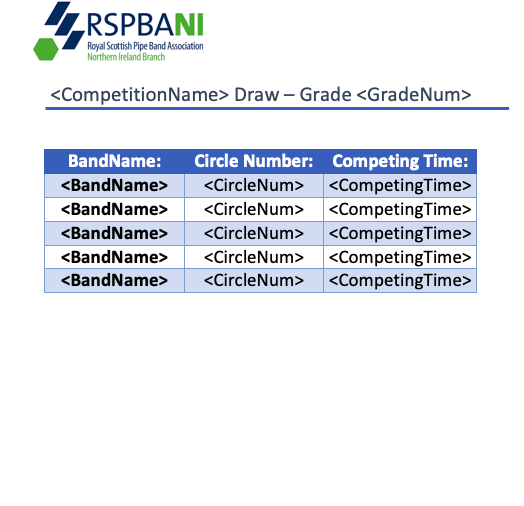 RSPBANI
Royal Scottish Pipe Band Association
Northern Ireland Branch
<CompetitionName> Draw – Grade <GradeNum>
BandName: Circle Number: Competing Time:
<BandName> <CircleNum> <CompetingTime>
<BandName> <CircleNum> <CompetingTime>
<BandName> <CircleNum> <CompetingTime>
<BandName> <CircleNum> <CompetingTime>
<BandName> <CircleNum> <CompetingTime>